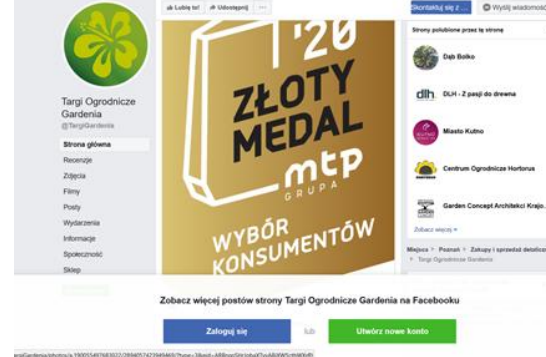 Targi Ogrodnicze
Gardenia
@TargiGardenia
Strona główna
Recenzje
Zdjęcia
Filmy
Posty
Wydarzenia
Informacje
Społeczność
Sklep
Lubię to!
Udostępnij
'20
ZŁOTY
MEDAL
mtp
GRUPA
WYBÓR
KONSUMENTÓW
Skontaktuj się z ...
Wyślij wiadomość
Strony polubione przez tę stronę
Dąb Bolko
dlh
DLH - Z pasji do drewna
Miasto Kutno
Centrum Ogrodnicze Hortorus
Garden Concept Architekci Krajo.
Zobacz więcej
Miejsca > Poznań > Zakupy i sprzedaż detaliczn
> Targi Ogrodnicze Gardenia
Zobacz więcej postów strony Targi Ogrodnicze Gardenia na Facebooku
Zaloguj się
lub
Utwórz nowe konto